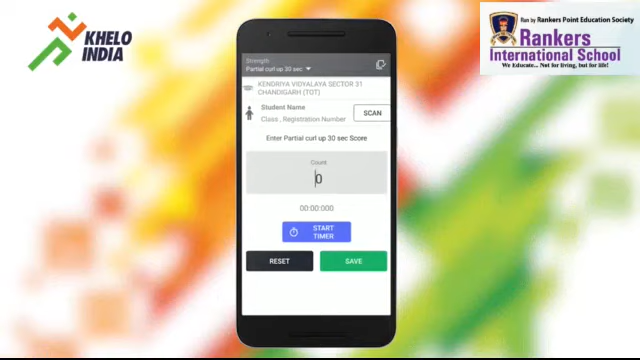 KHELO
INDIA
Run by Rankers Point Education Society
Rankers
International School
We Educate... Not for living, but for life!
Strength
Partial curl up 30 sec
KENDRIYA VIDYALAYA SECTOR 31
CHANDIGARH (TOT)
Student Name
Class , Registration Number
SCAN
Enter Partial curl up 30 sec Score
Count
0
00:00:000
START
TIMER
RESET
SAVE